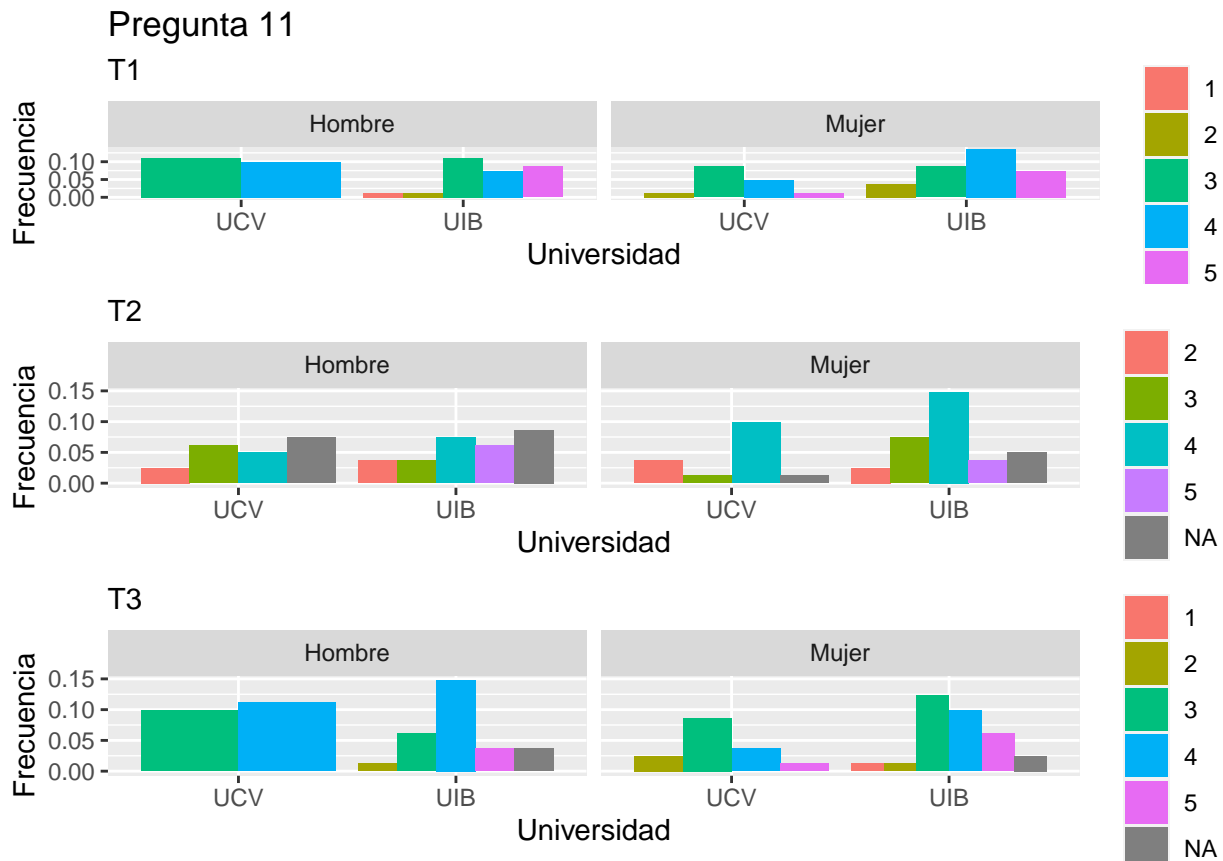 Pregunta 11
T1
Hombre
Mujer
Frecuencia
0.10
0.05
0.00
UCV
UIB
UCV
UIB
Universidad
1
2
3
4
5
T2
Hombre
Mujer
Frecuencia
0.15
0.10
0.05
0.00
UCV
UIB
UCV
UIB
Universidad
2
3
4
5
NA
T3
Hombre
Mujer
Frecuencia
0.15
0.10
0.05
0.00
UCV
UIB
UCV
UIB
Universidad
1
2
3
4
5
NA